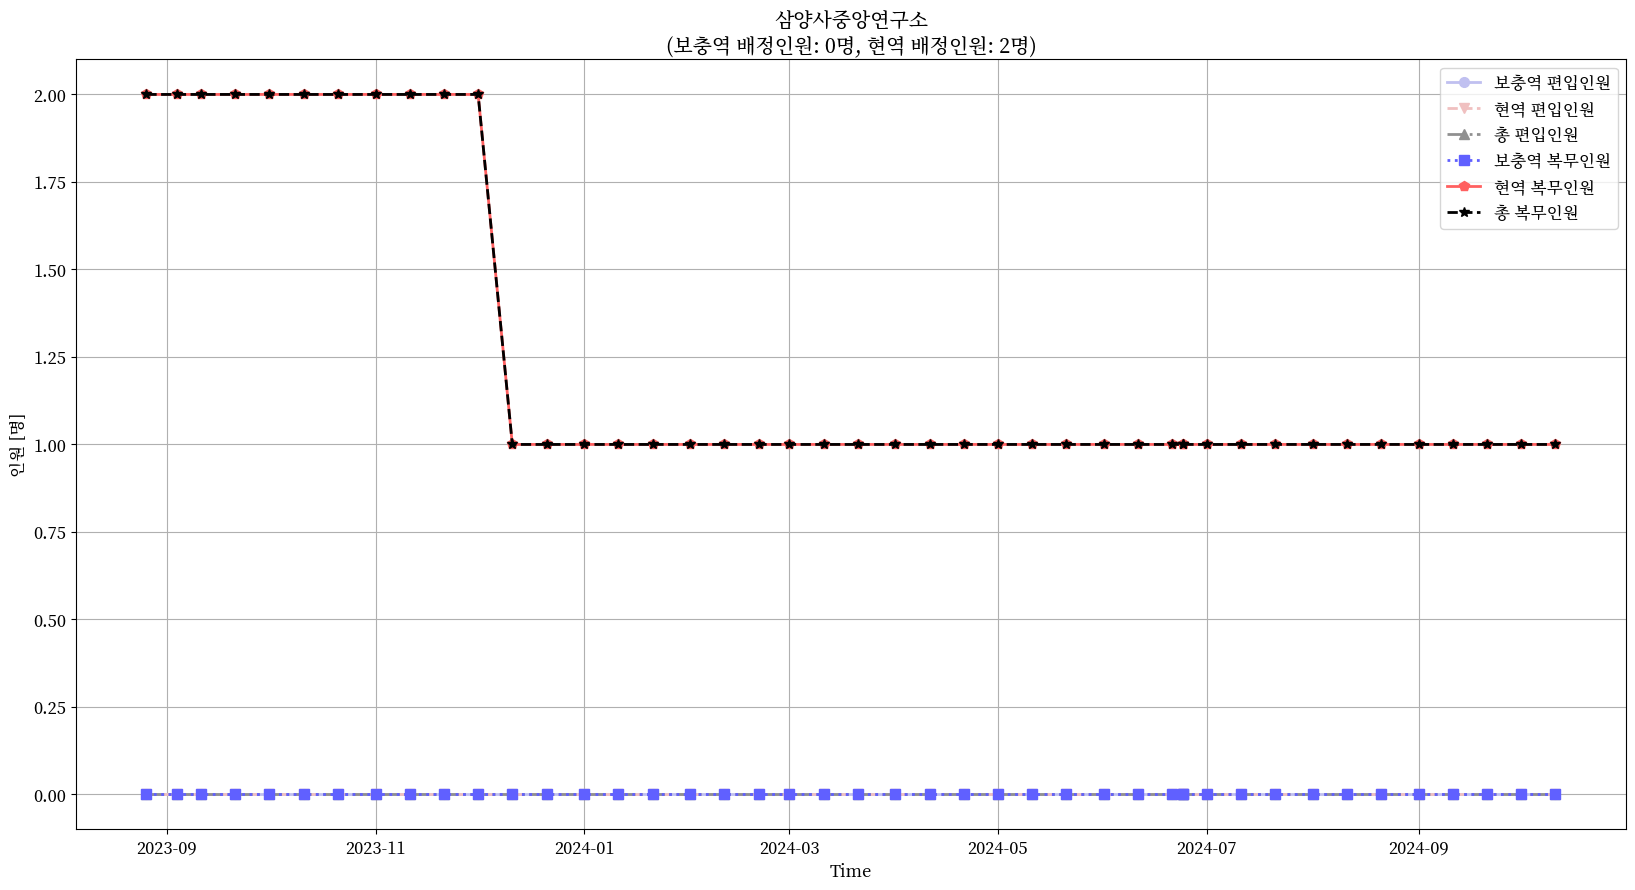 삼양사중앙연구소
(보충역 배정인원: 0명, 현역 배정인원: 2명)
보충역 편입인원
현역 편입인원
총 편입인원
보충역 복무인원
현역 복무인원
총 복무인원
인원 [명]
2.00
1.75
1.50
1.25
1.00
0.75
0.50
0.25
0.00
2023-09
2023-11
2024-01
2024-03
2024-05
2024-07
2024-09
Time